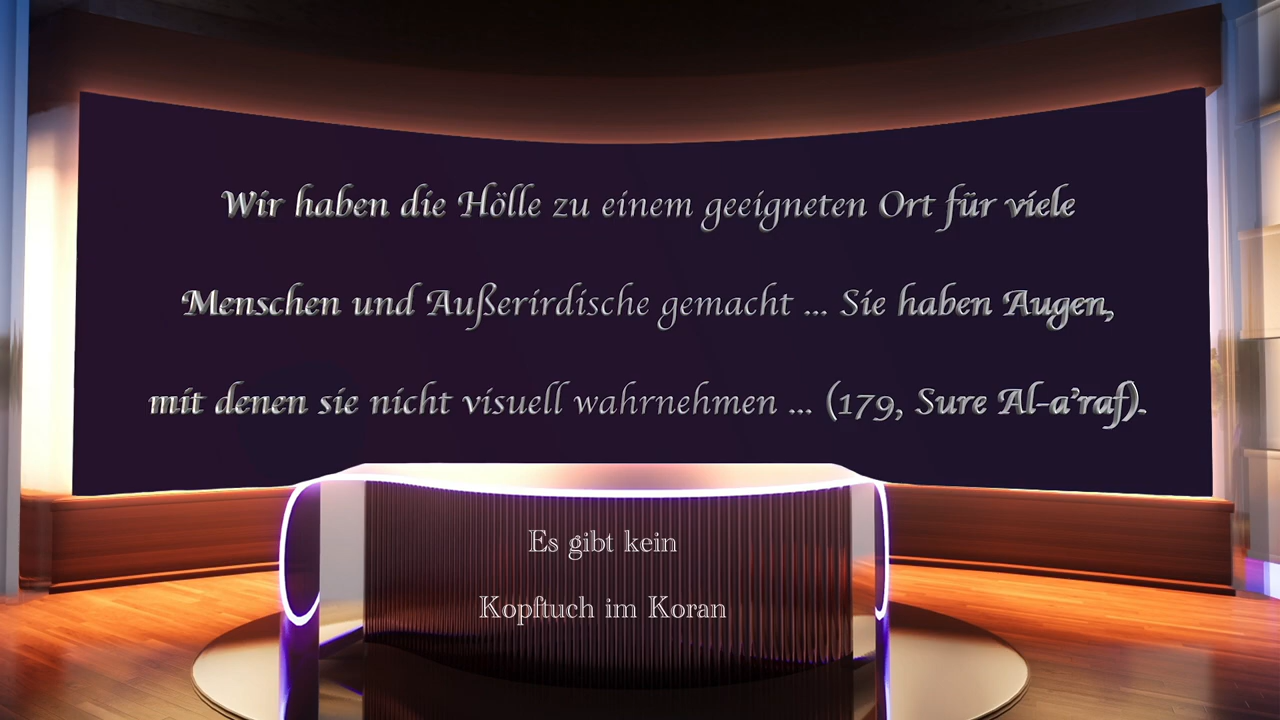 Wir haben die Hölle zu einem geeigneten Ort für viele
Menschen und Außerirdische gemacht ... Sie haben Augen,
mit denen sie nicht visuell wahrnehmen ... (179, Sure Al-a'raf).
Es gibt kein
Kopftuch im Koran